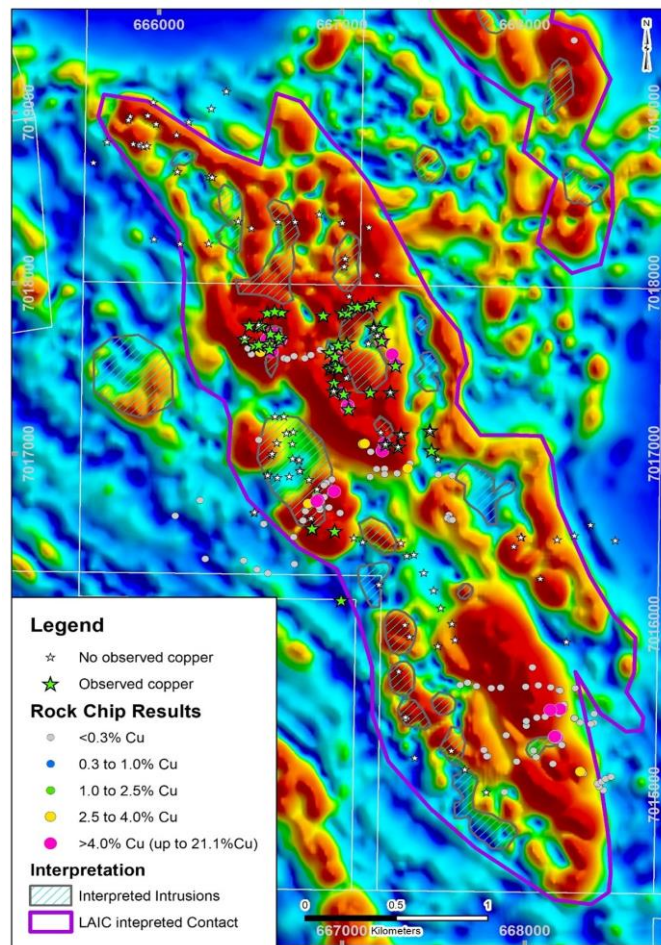 666000
667000
668000
N
7019000
7019000
7018000
7018000
7017000
7017000
7016000
7015000
Legend
No observed copper
Observed copper
Rock Chip Results
<0.3% Cu
0.3 to 1.0% Cu
1.0 to 2.5% Cu
2.5 to 4.0% Cu
>4.0% Cu (up to 21.1%Cu)
Interpretation
Interpreted Intrusions
LAIC intepreted Contact
0 0.5 1
Kilometers
667000
668000